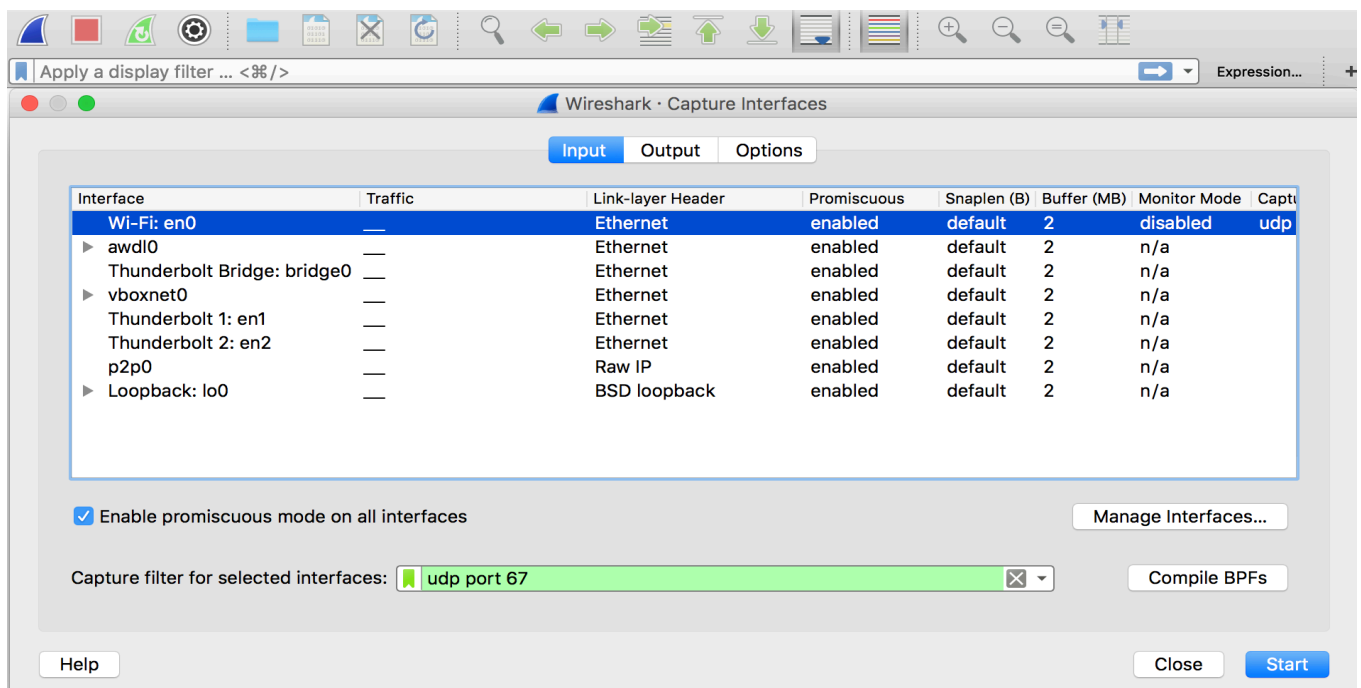 Apply a display filter ... <⌘/>
Expression...
+
Wireshark · Capture Interfaces
Input Output Options
Interface Traffic Link-layer Header Promiscuous Snaplen (B) Buffer (MB) Monitor Mode Captu
Wi-Fi: en0 Ethernet enabled default 2 disabled udp
awdl0 Ethernet enabled default 2 n/a
Thunderbolt Bridge: bridge0 Ethernet enabled default 2 n/a
vboxnet0 Ethernet enabled default 2 n/a
Thunderbolt 1: en1 Ethernet enabled default 2 n/a
Thunderbolt 2: en2 Ethernet enabled default 2 n/a
p2p0 Raw IP enabled default 2 n/a
Loopback: lo0 BSD loopback enabled default 2 n/a
Enable promiscuous mode on all interfaces
Manage Interfaces...
Capture filter for selected interfaces: udp port 67
Compile BPFs
Help Close Start